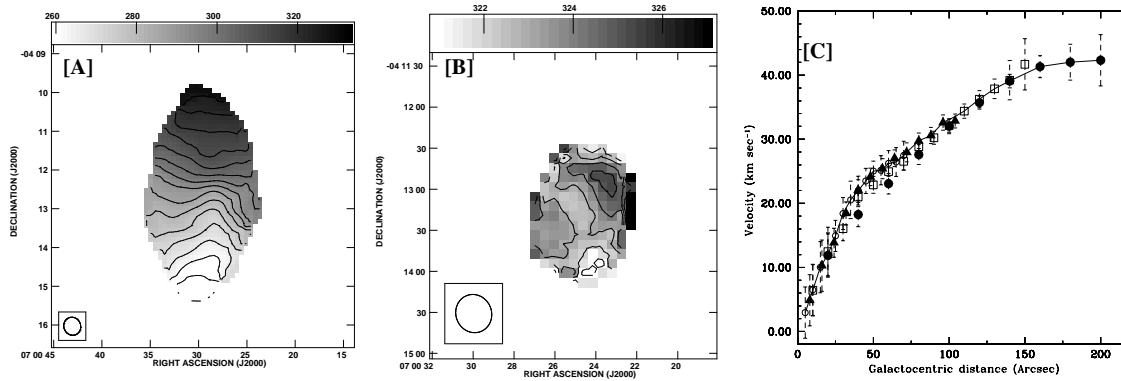 260 280 300 320
[A]
-04 09
10
11
12
13
14
15
16
DECLINATION (J2000)
07 00 45 40 35 30 25 20 15
RIGHT ASCENSION (J2000)
322 324 326
[B]
-04 11 30
12 00
30
13 00
30
14 00
30
15 00
DECLINATION (J2000)
07 00 32 30 28 26 24 22 20
RIGHT ASCENSION (J2000)
[C]
50.00
40.00
30.00
20.00
10.00
0.00
Velocity (km sec⁻¹)
0 50 100 150 200
Galactocentric distance (Arcsec)